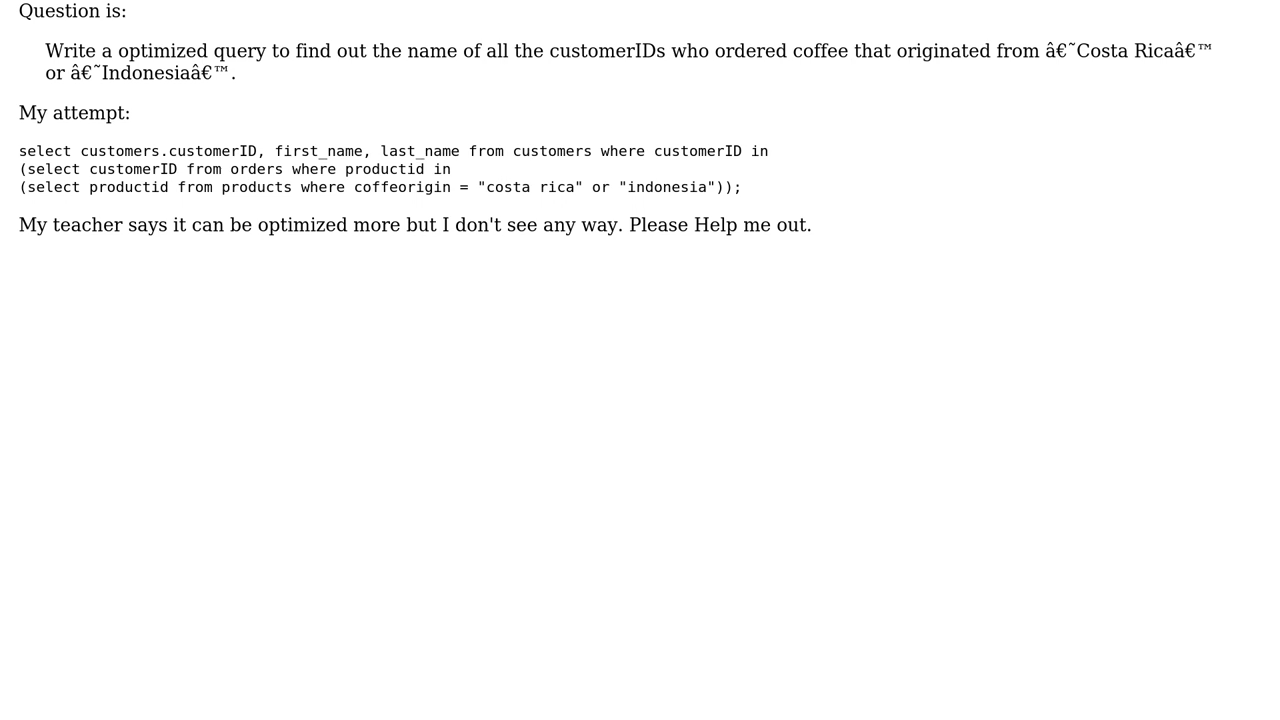 Question is:
Write a optimized query to find out the name of all the customerIDs who ordered coffee that originated from â€˜Costa Ricaâ€™
or â€˜Indonesiaâ€™.
My attempt:
select customers.customerID, first_name, last_name from customers where customerID in
(select customerID from orders where productid in
(select productid from products where coffeorigin = "costa rica" or "indonesia"));
My teacher says it can be optimized more but I don't see any way. Please Help me out.